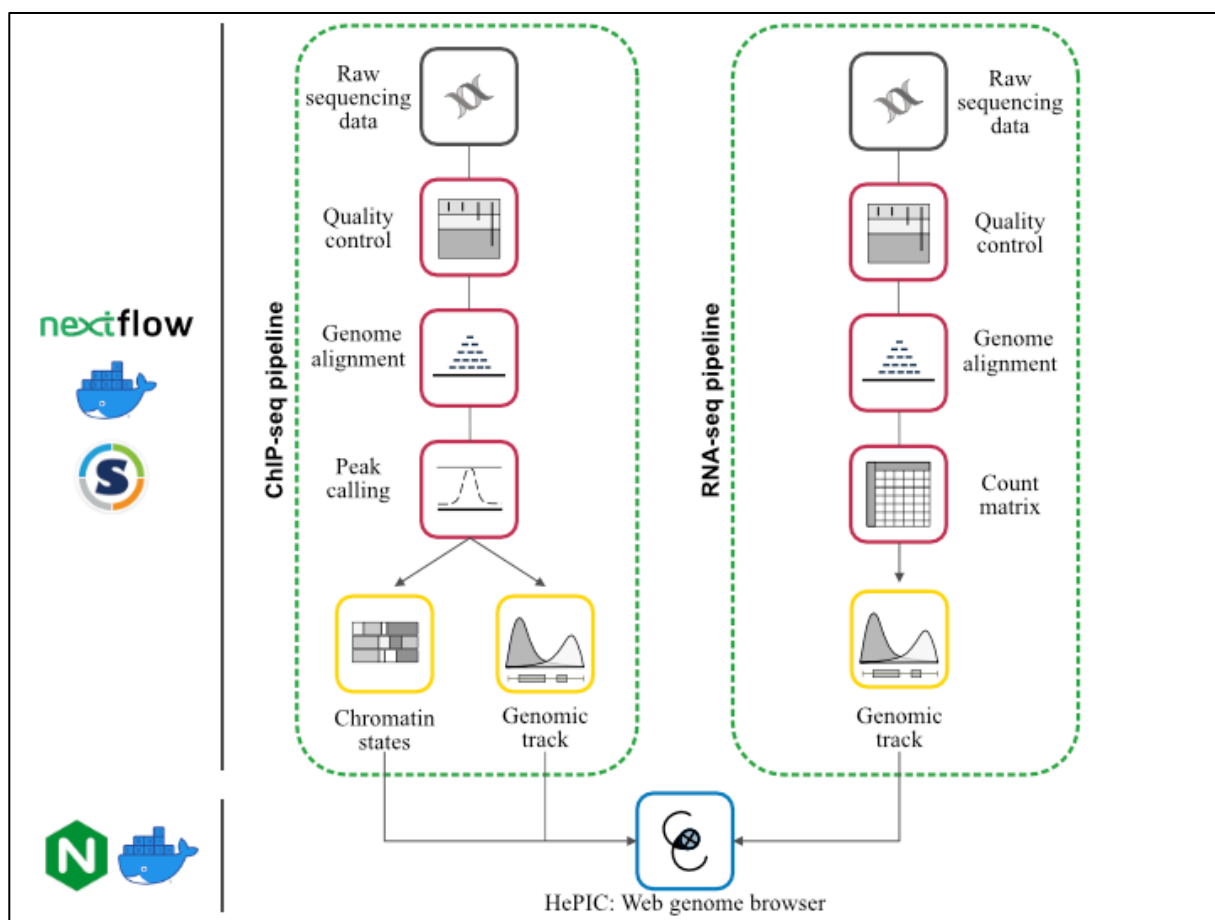 Raw
sequencing
data
Quality
control
Genome
alignment
Peak
calling
Chromatin
states
Genomic
track
ChIP-seq pipeline
Raw
sequencing
data
Quality
control
Genome
alignment
Count
matrix
Genomic
track
RNA-seq pipeline
nextflow
S
N
HePIC: Web genome browser